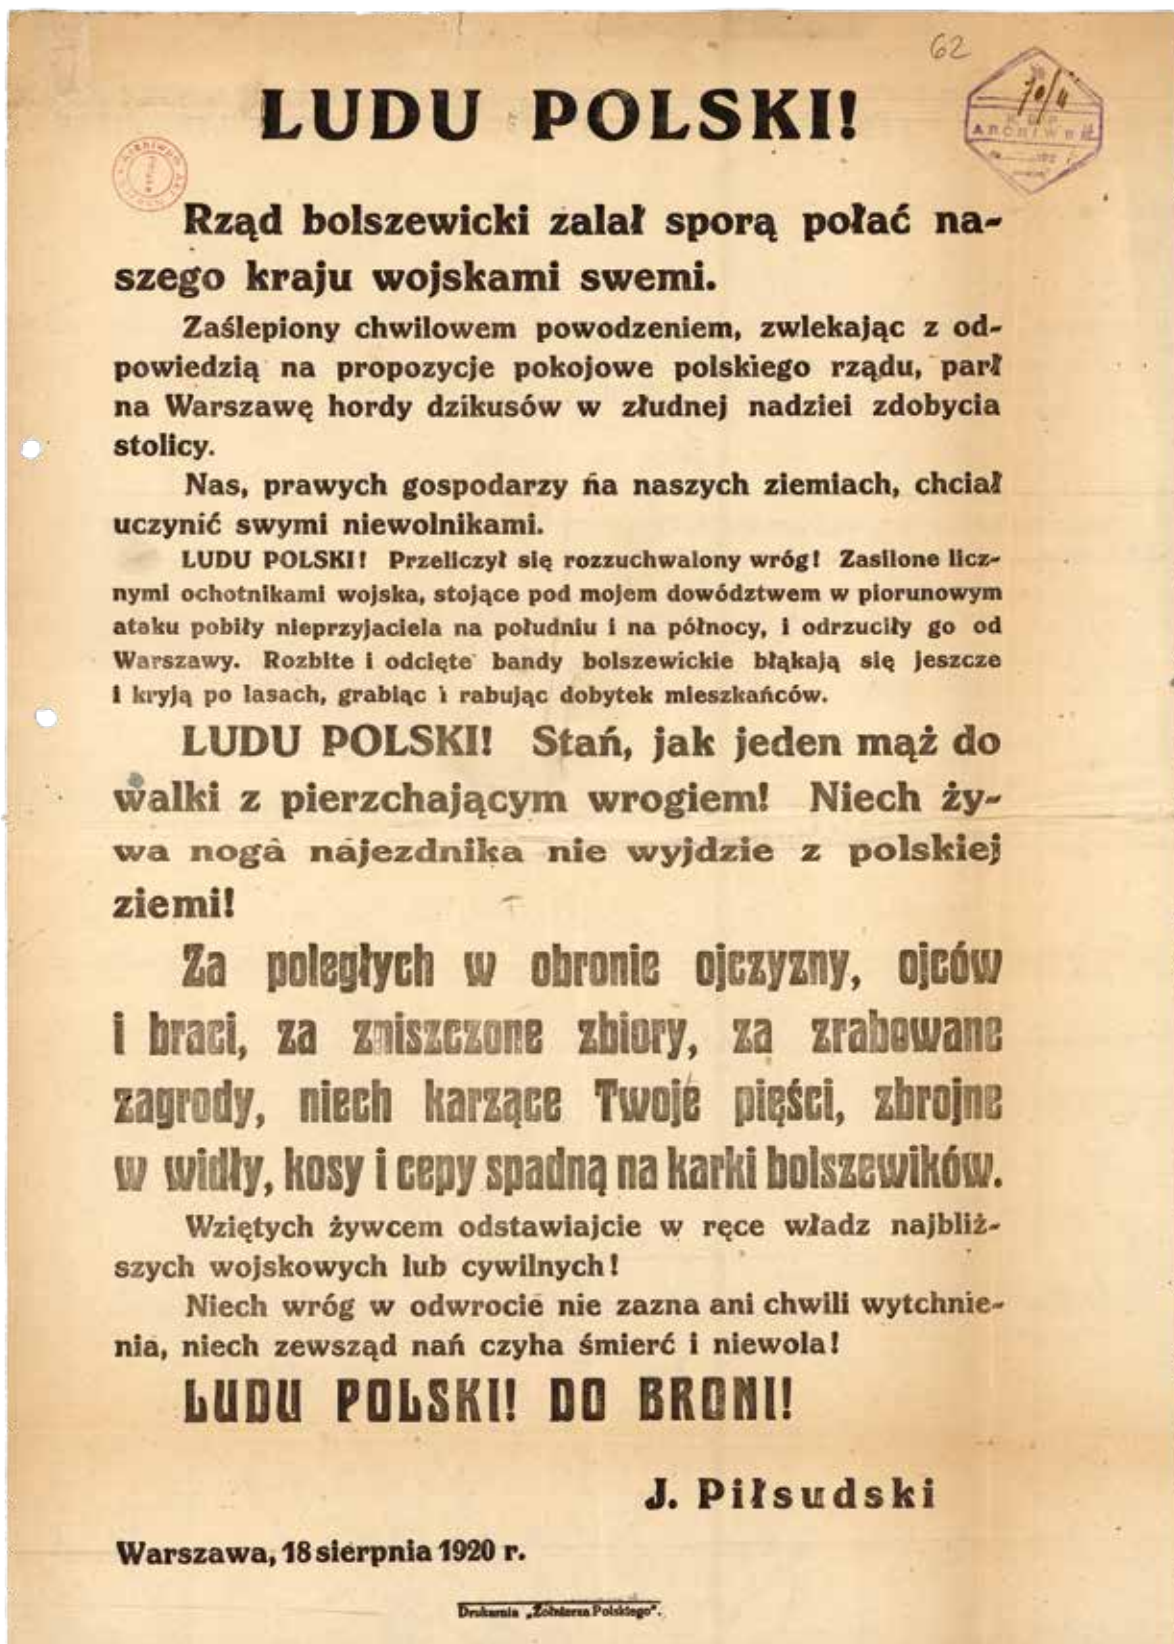 62
70/II
ARCHIWUM
LUDU POLSKI!
Rząd bolszewicki zalał sporą połać na-
szego kraju wojskami swemi.
Zaślepiony chwilowem powodzeniem, zwlekając z od-
powiedzią na propozycje pokojowe polskiego rządu, parł
na Warszawę hordy dzikusów w złudnej nadziei zdobycia
stolicy.
Nas, prawych gospodarzy na naszych ziemiach, chciał
uczynić swymi niewolnikami.
LUDU POLSKI! Przeliczył się rozzuchwalony wróg! Zasilone licz-
nymi ochotnikami wojska, stojące pod mojem dowództwem w piorunowym
ataku pobiły nieprzyjaciela na południu i na północy, i odrzuciły go od
Warszawy. Rozbite i odcięte bandy bolszewickie błąkają się jeszcze
i kryją po lasach, grabiąc i rabując dobytek mieszkańców.
LUDU POLSKI! Stań, jak jeden mąż do
walki z pierzchającym wrogiem! Niech ży-
wa noga najezdnika nie wyjdzie z polskiej
ziemi!
Za poległych w obronie ojczyzny, ojców
i braci, za zniszczone zbiory, za zrabowane
zagrody, niech karzące Twoje pięści, zbrojne
w widły, kosy i cepy spadną na karki bolszewików.
Wziętych żywcem odstawiajcie w ręce władz najbliż-
szych wojskowych lub cywilnych!
Niech wróg w odwrocie nie zazna ani chwili wytchnie-
nia, niech zewsząd nań czyha śmierć i niewola!
LUDU POLSKI! DO BRONI!
J. Piłsudski
Warszawa, 18 sierpnia 1920 r.
Drukarnia „Żołnierza Polskiego".